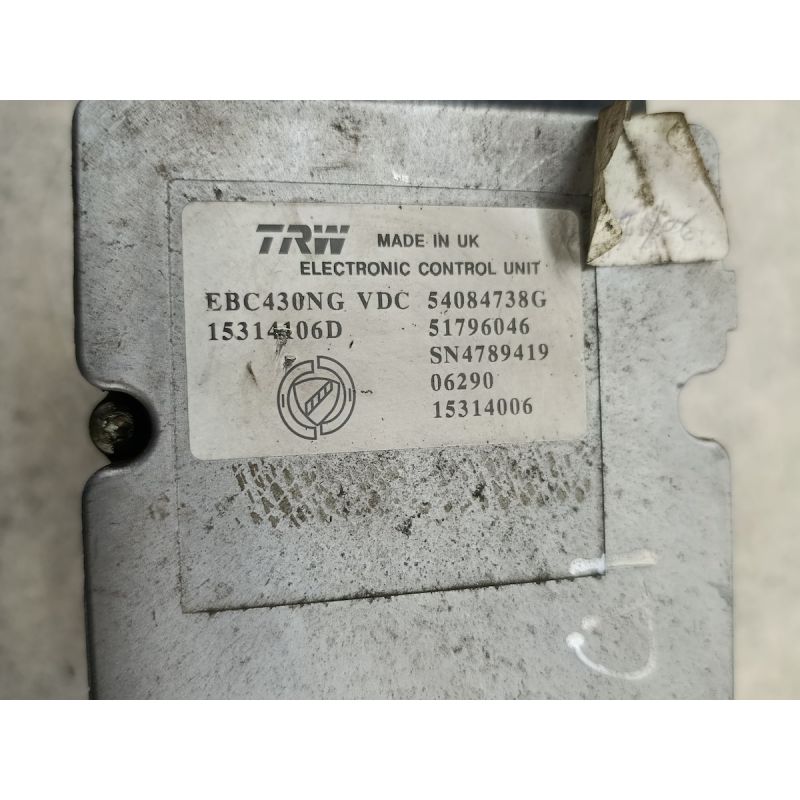 TRW MADE IN UK
ELECTRONIC CONTROL UNIT
EBC430NG VDC 54084738G
15314106D 51796046
SN4789419
06290
15314006